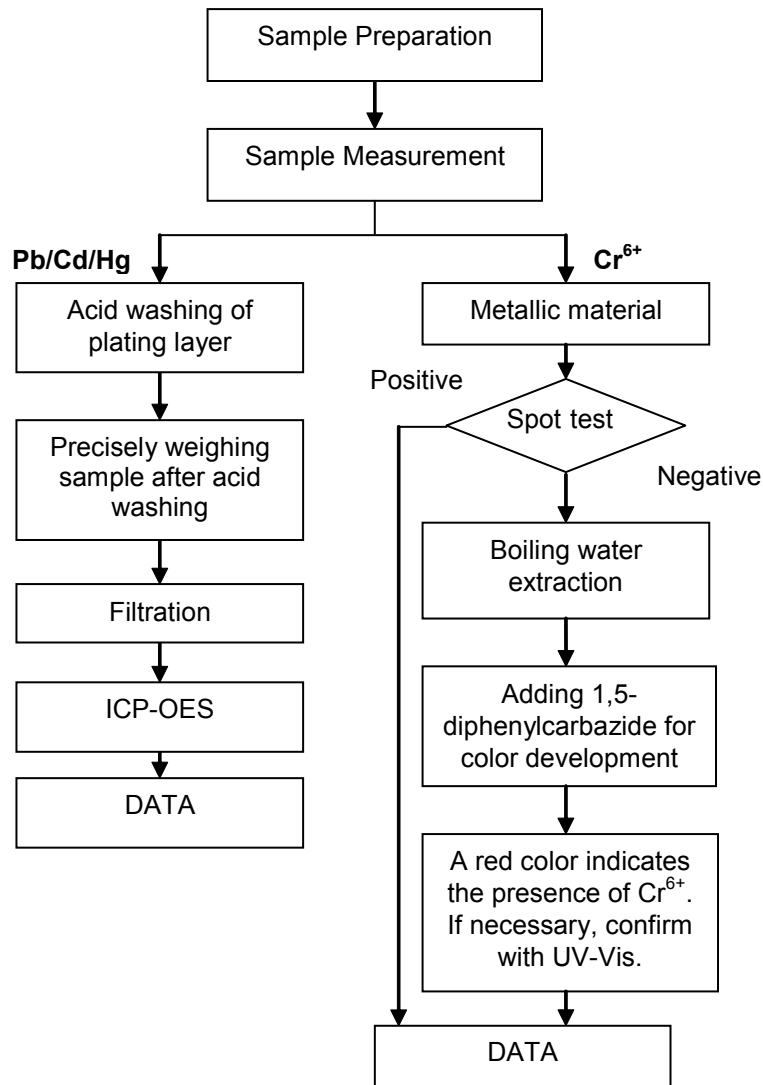 Sample Preparation
Sample Measurement
Pb/Cd/Hg
Acid washing of
plating layer
Precisely weighing
sample after acid
washing
Filtration
ICP-OES
DATA
Cr⁶⁺
Metallic material
Positive
Spot test
Negative
Boiling water
extraction
Adding 1,5-
diphenylcarbazide for
color development
A red color indicates
the presence of Cr⁶⁺.
If necessary, confirm
with UV-Vis.
DATA